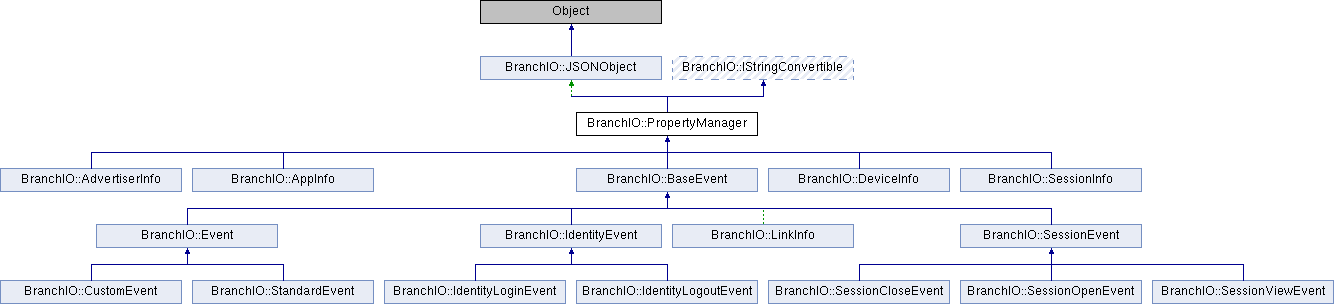 Object
BranchIO::JSONObject BranchIO::IStringConvertible
BranchIO::PropertyManager
BranchIO::AdvertiserInfo BranchIO::AppInfo BranchIO::BaseEvent BranchIO::DeviceInfo BranchIO::SessionInfo
BranchIO::Event BranchIO::IdentityEvent BranchIO::LinkInfo BranchIO::SessionEvent
BranchIO::CustomEvent BranchIO::StandardEvent BranchIO::IdentityLoginEvent BranchIO::IdentityLogoutEvent BranchIO::SessionCloseEvent BranchIO::SessionOpenEvent BranchIO::SessionViewEvent